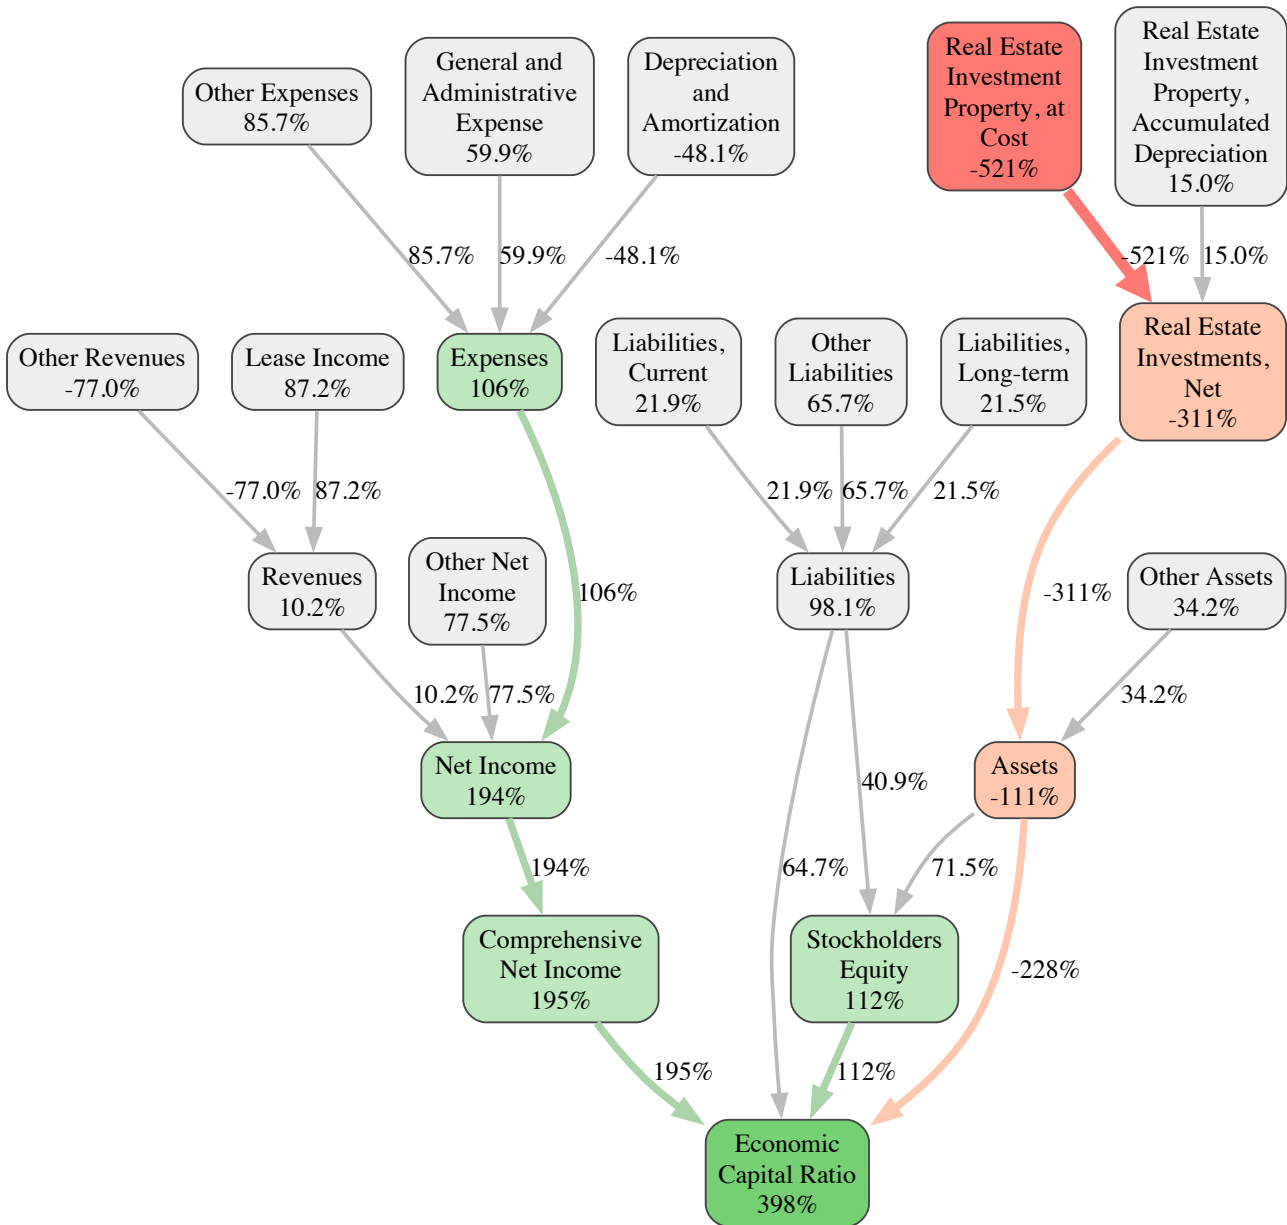 Other Expenses
85.7%
General and
Administrative
Expense
59.9%
Depreciation
and
Amortization
-48.1%
Real Estate
Investment
Property, at
Cost
-521%
Real Estate
Investment
Property,
Accumulated
Depreciation
15.0%
85.7%
59.9%
-48.1%
-521%
15.0%
Other Revenues
-77.0%
Lease Income
87.2%
Expenses
106%
Liabilities,
Current
21.9%
Other
Liabilities
65.7%
Liabilities,
Long-term
21.5%
Real Estate
Investments,
Net
-311%
-77.0%
87.2%
21.9%
65.7%
21.5%
Revenues
10.2%
Other Net
Income
77.5%
106%
Liabilities
98.1%
-311%
Other Assets
34.2%
10.2%
77.5%
34.2%
Net Income
194%
40.9%
Assets
-111%
194%
64.7%
71.5%
Comprehensive
Net Income
195%
Stockholders
Equity
112%
-228%
195%
112%
Economic
Capital Ratio
398%